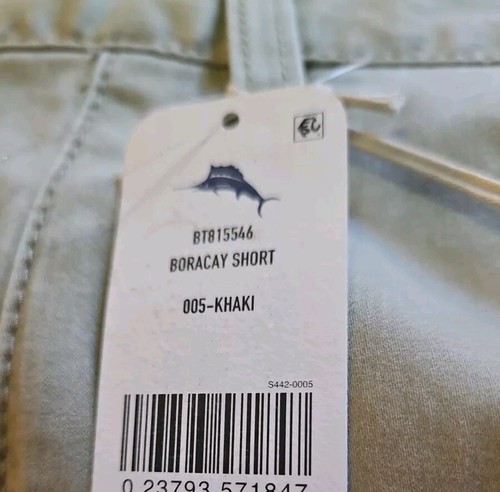 BT815546
BORACAY SHORT
005-KHAKI
S442-0005
0 23793 571847